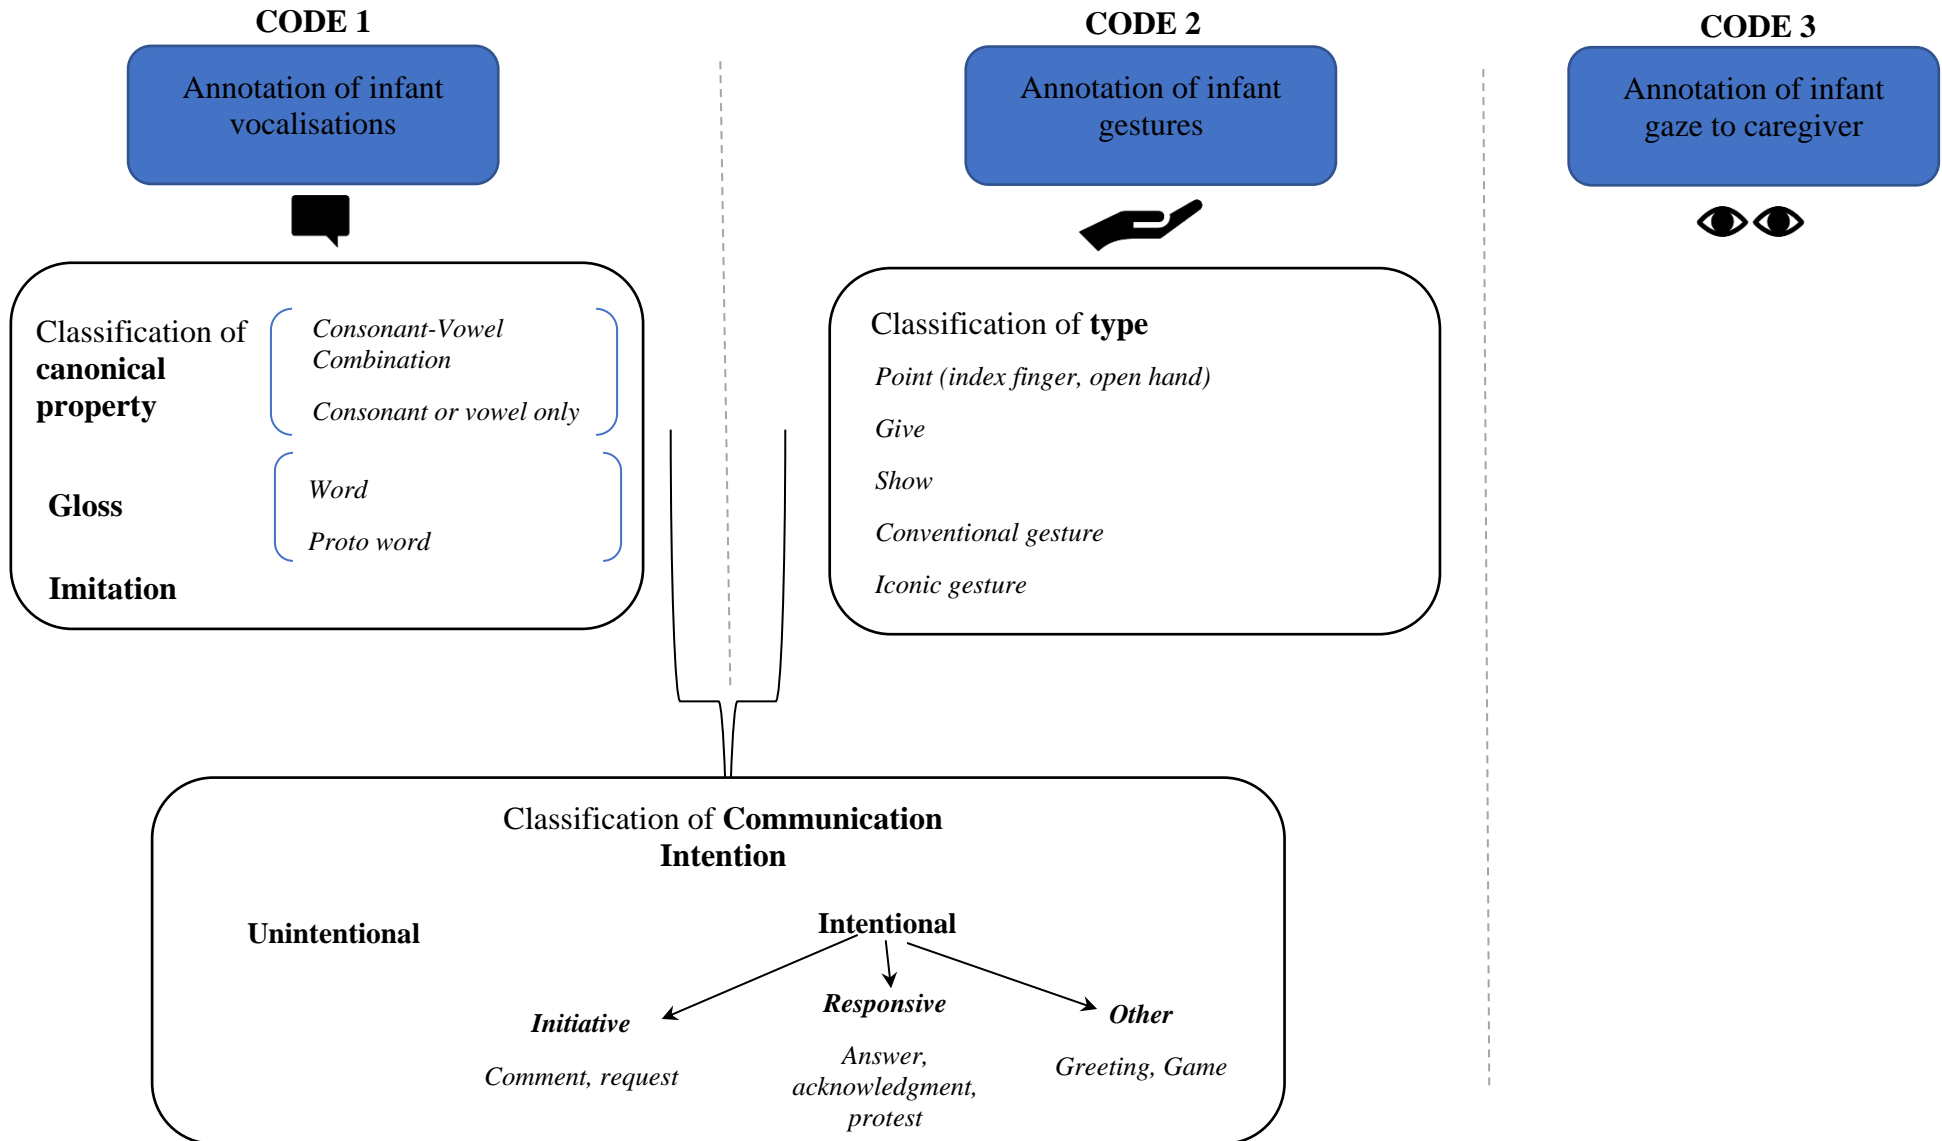 CODE 1
Annotation of infant
vocalisations
Classification of
canonical
property
Consonant-Vowel
Combination
Consonant or vowel only
Gloss
Word
Proto word
Imitation
CODE 2
Annotation of infant
gestures
Classification of type
Point (index finger, open hand)
Give
Show
Conventional gesture
Iconic gesture
CODE 3
Annotation of infant
gaze to caregiver
Classification of Communication
Intention
Unintentional
Intentional
Initiative
Comment, request
Responsive
Answer,
acknowledgment,
protest
Other
Greeting, Game